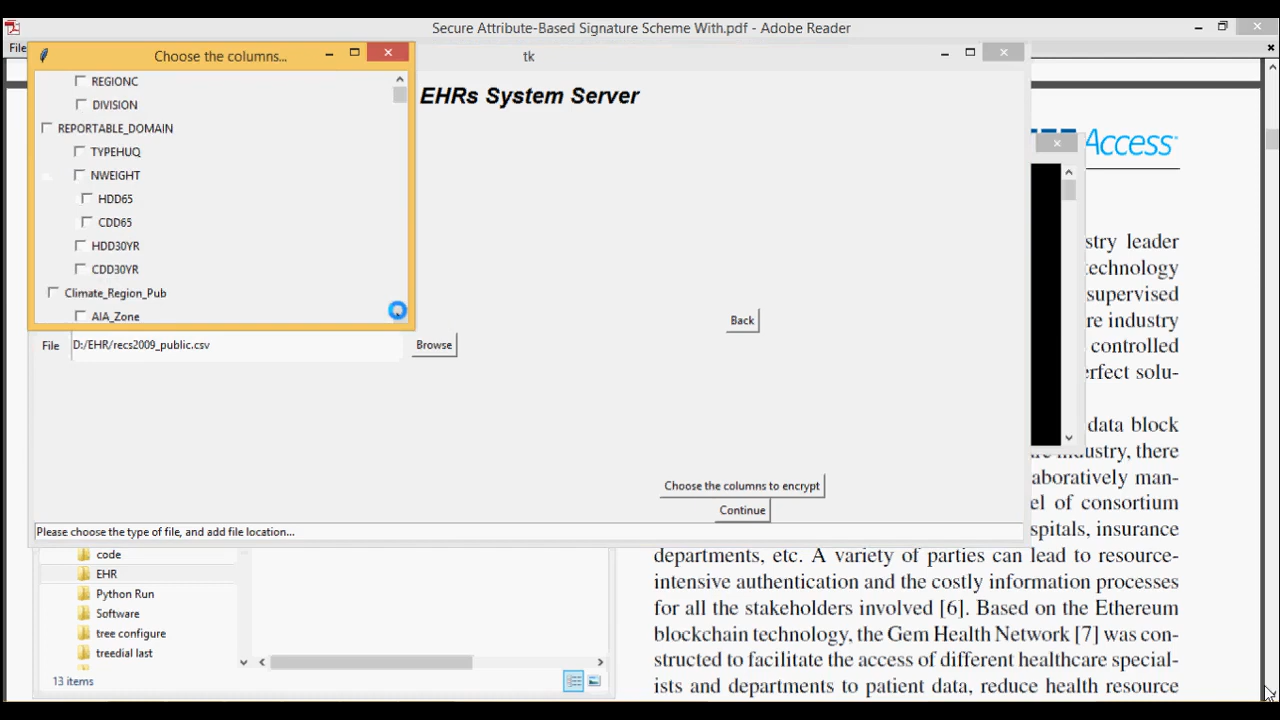 Secure Attribute-Based Signature Scheme With.pdf - Adobe Reader
File
Choose the columns...
tk
REGIONC
DIVISION
REPORTABLE_DOMAIN
TYPEHUQ
NWEIGHT
HDD65
CDD65
HDD30YR
CDD30YR
Climate_Region_Pub
AIA_Zone
EHRs System Server
File
D:/EHR/recs2009_public.csv
Browse
Back
Choose the columns to encrypt
Continue
Please choose the type of file, and add file location...
code
EHR
Python Run
Software
tree configure
treedial last
13 items
Access
stry leader
echnology
supervised
re industry
controlled
rfect solu-
data block
industry, there
aboratively man-
el of consortium
spitals, insurance
departments, etc. A variety of parties can lead to resource-
intensive authentication and the costly information processes
for all the stakeholders involved [6]. Based on the Ethereum
blockchain technology, the Gem Health Network [7] was con-
structed to facilitate the access of different healthcare special-
ists and departments to patient data, reduce health resource